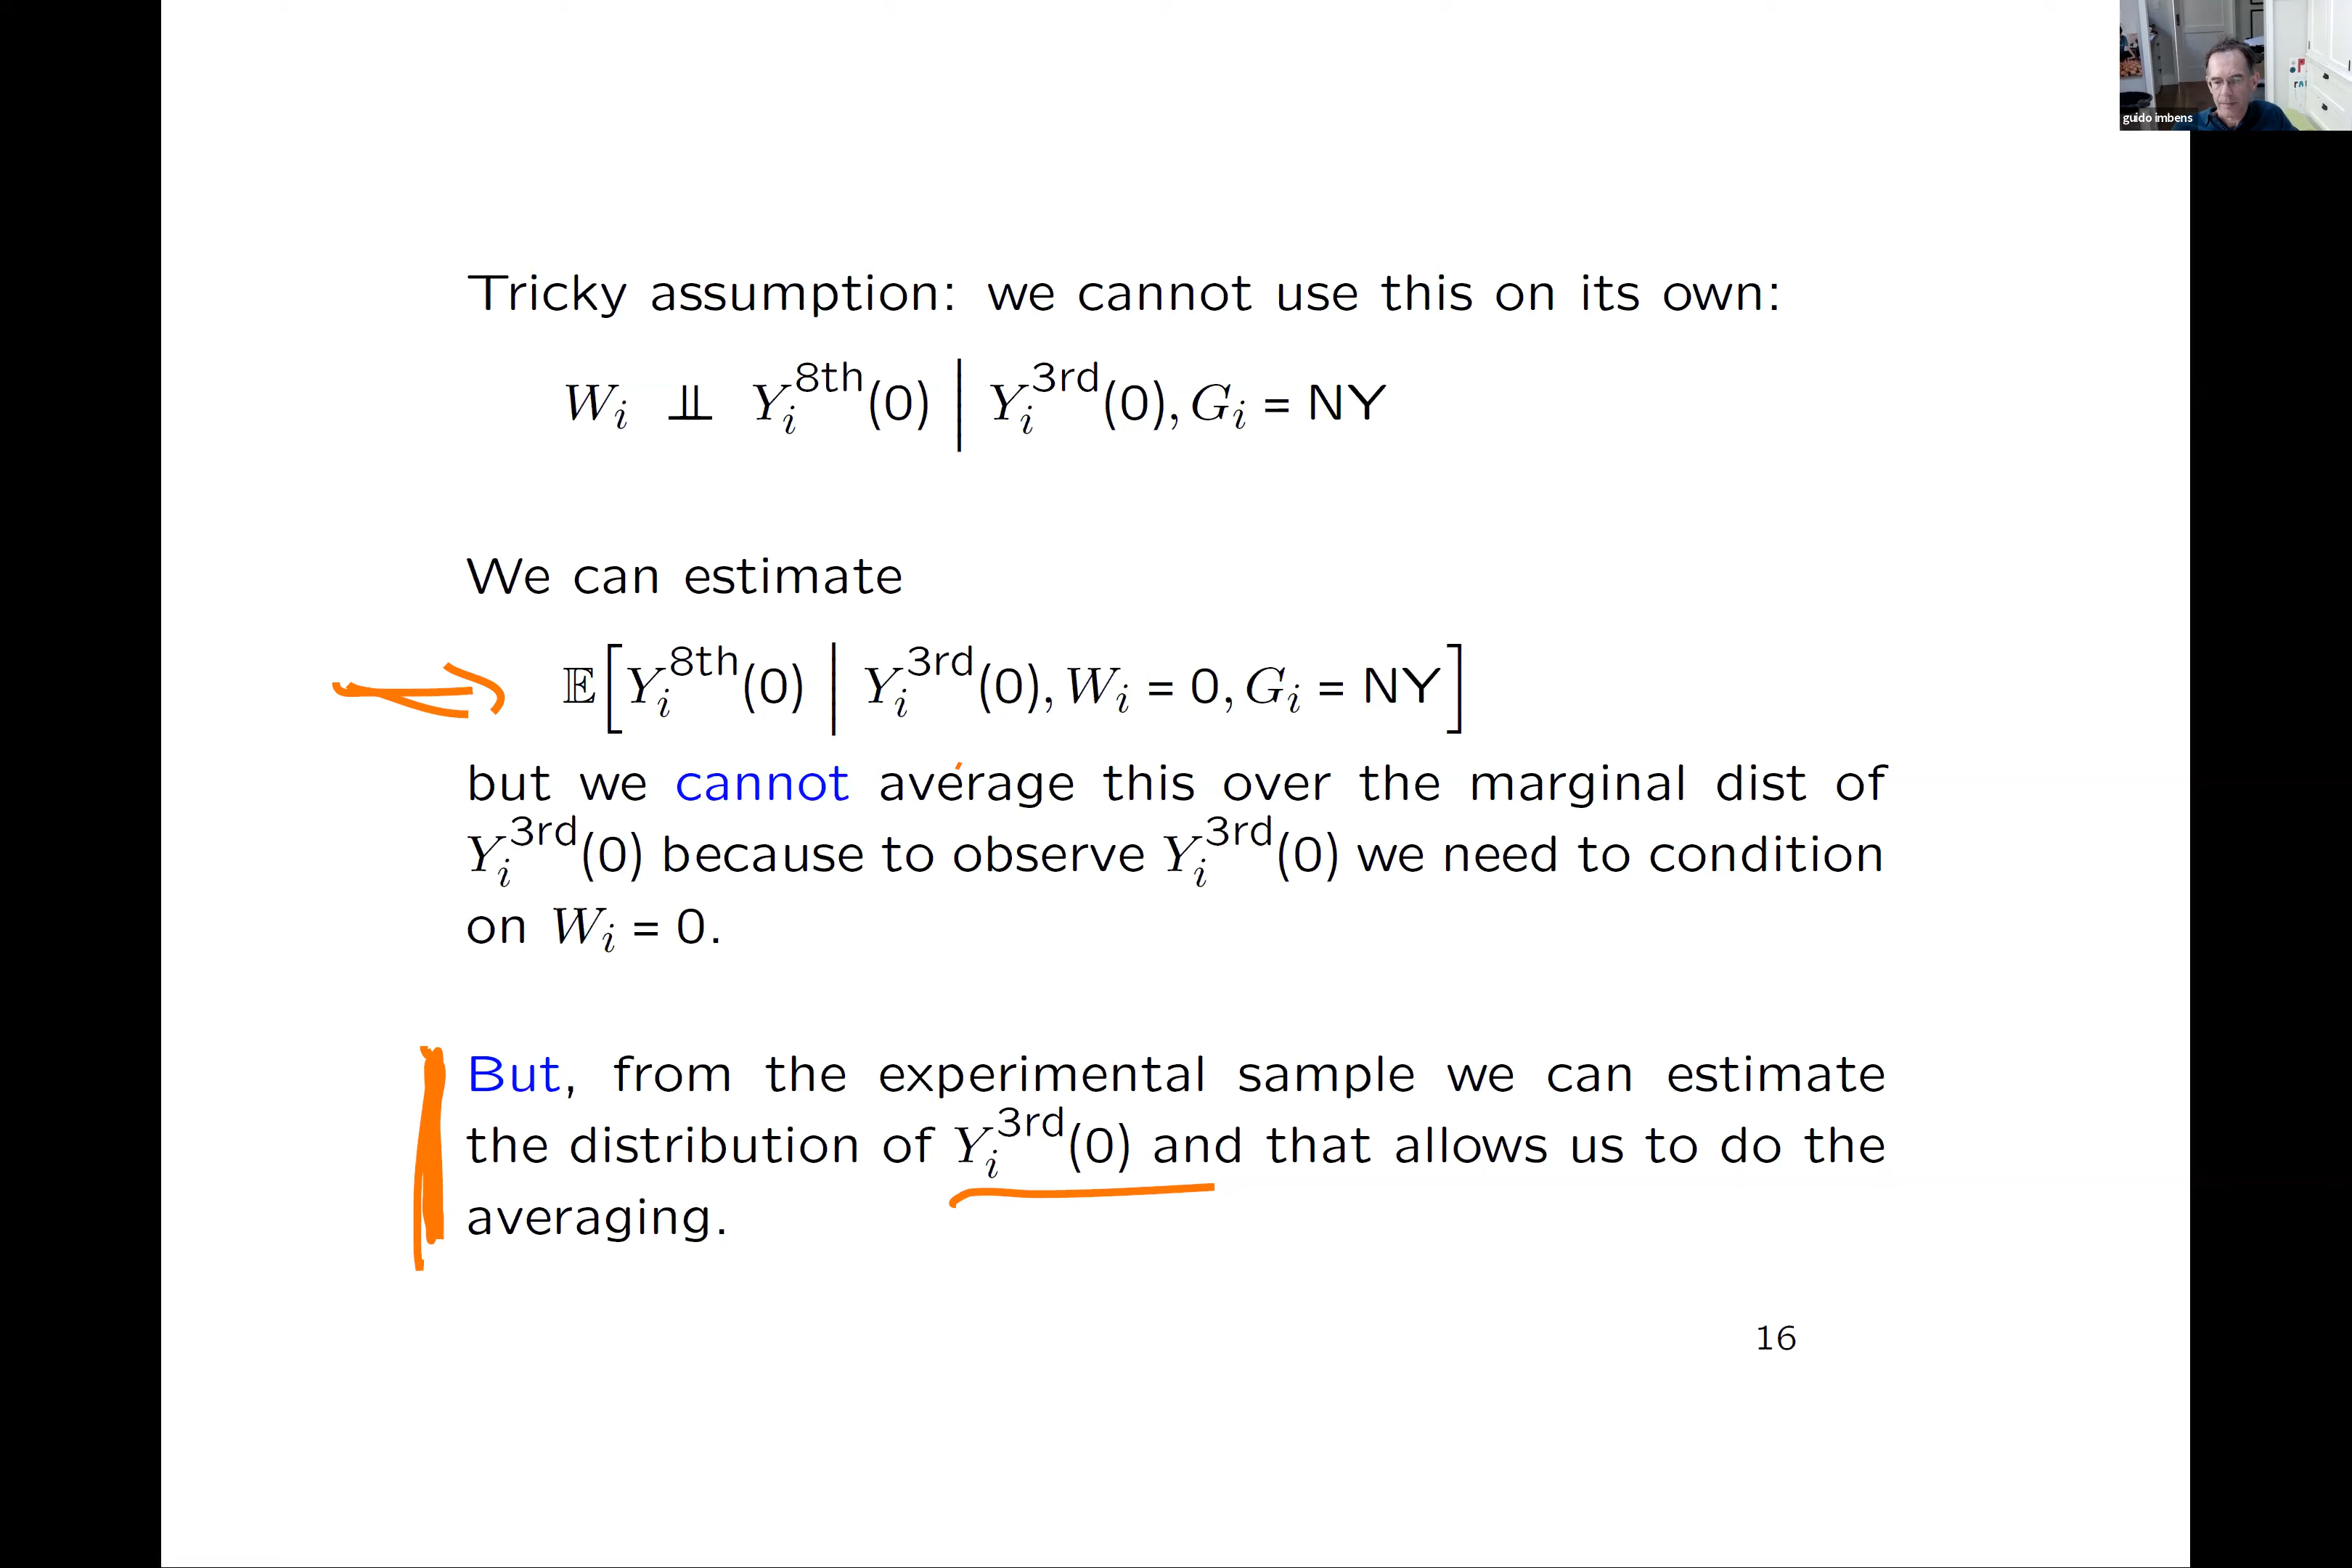 guido imbens
Tricky assumption: we cannot use this on its own:
W_i ⫫ Y_i^{8th}(0) | Y_i^{3rd}(0), G_i = NY
We can estimate
𝔼[Y_i^{8th}(0) | Y_i^{3rd}(0), W_i = 0, G_i = NY]
but we cannot average this over the marginal dist of
Y_i^{3rd}(0) because to observe Y_i^{3rd}(0) we need to condition
on W_i = 0.
But, from the experimental sample we can estimate
the distribution of Y_i^{3rd}(0) and that allows us to do the
averaging.
16